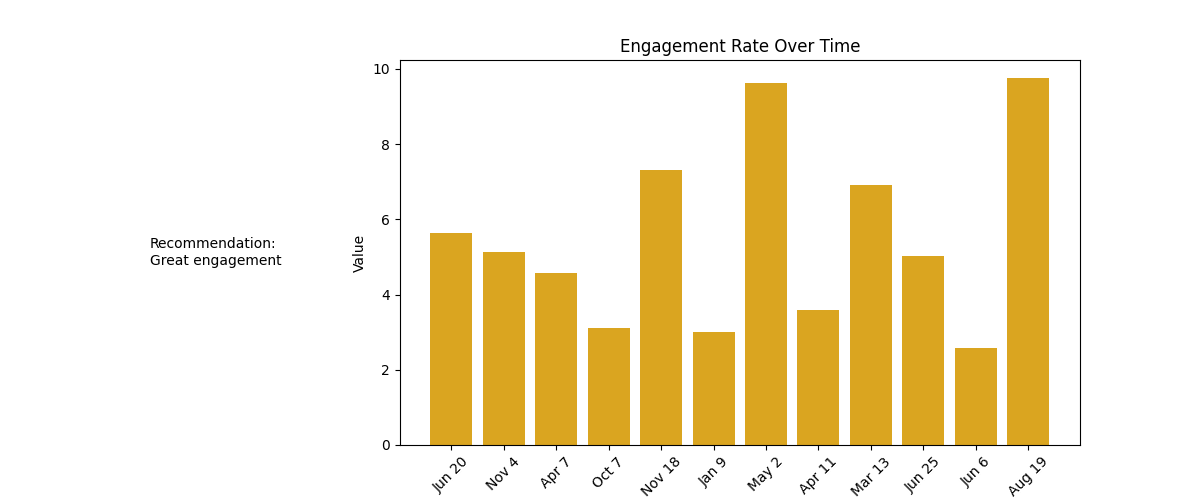 Engagement Rate Over Time
Recommendation:
Great engagement
Value
10
8
6
4
2
0
Jun 20
Nov 4
Apr 7
Oct 7
Nov 18
Jan 9
May 2
Apr 11
Mar 13
Jun 25
Jun 6
Aug 19